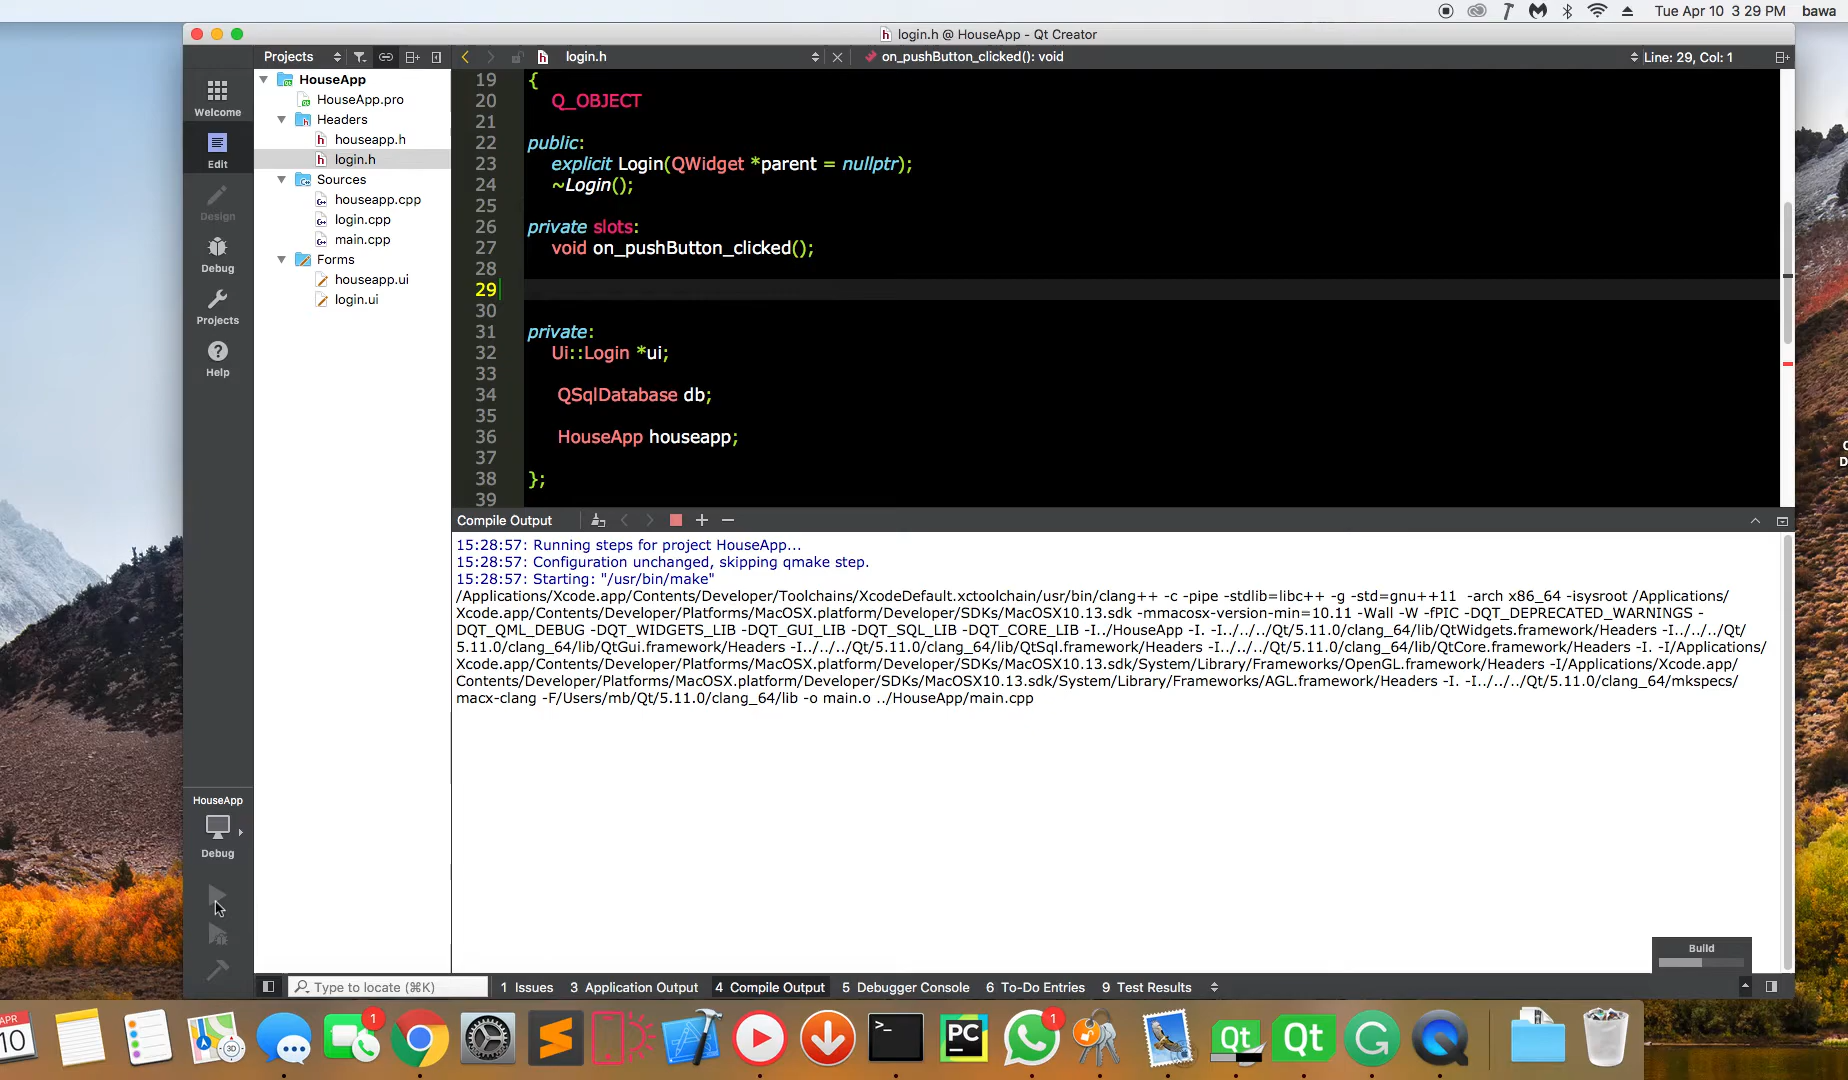 Tue Apr 10 3:29 PM bawa
login.h @ HouseApp - Qt Creator
Projects
login.h
on_pushButton_clicked(): void
Line: 29, Col: 1
Welcome
Edit
Design
Debug
Projects
Help
HouseApp
HouseApp.pro
Headers
houseapp.h
login.h
Sources
houseapp.cpp
login.cpp
main.cpp
Forms
houseapp.ui
login.ui
19 {
20 Q_OBJECT
21
22 public:
23 explicit Login(QWidget *parent = nullptr);
24 ~Login();
25
26 private slots:
27 void on_pushButton_clicked();
28
29
30
31 private:
32 Ui::Login *ui;
33
34 QSqlDatabase db;
35
36 HouseApp houseapp;
37
38 };
39
Compile Output
15:28:57: Running steps for project HouseApp...
15:28:57: Configuration unchanged, skipping qmake step.
15:28:57: Starting: "/usr/bin/make"
/Applications/Xcode.app/Contents/Developer/Toolchains/XcodeDefault.xctoolchain/usr/bin/clang++ -c -pipe -stdlib=libc++ -g -std=gnu++11 -arch x86_64 -isysroot /Applications/
Xcode.app/Contents/Developer/Platforms/MacOSX.platform/Developer/SDKs/MacOSX10.13.sdk -mmacosx-version-min=10.11 -Wall -W -fPIC -DQT_DEPRECATED_WARNINGS -
DQT_QML_DEBUG -DQT_WIDGETS_LIB -DQT_GUI_LIB -DQT_SQL_LIB -DQT_CORE_LIB -I../HouseApp -I. -I../../../Qt/5.11.0/clang_64/lib/QtWidgets.framework/Headers -I../../../Qt/
5.11.0/clang_64/lib/QtGui.framework/Headers -I../../../Qt/5.11.0/clang_64/lib/QtSql.framework/Headers -I../../../Qt/5.11.0/clang_64/lib/QtCore.framework/Headers -I. -I/Applications/
Xcode.app/Contents/Developer/Platforms/MacOSX.platform/Developer/SDKs/MacOSX10.13.sdk/System/Library/Frameworks/OpenGL.framework/Headers -I/Applications/Xcode.app/
Contents/Developer/Platforms/MacOSX.platform/Developer/SDKs/MacOSX10.13.sdk/System/Library/Frameworks/AGL.framework/Headers -I. -I../../../Qt/5.11.0/clang_64/mkspecs/
macx-clang -F/Users/mb/Qt/5.11.0/clang_64/lib -o main.o ../HouseApp/main.cpp
HouseApp
Debug
Build
Type to locate (⌘K)
1 Issues
3 Application Output
4 Compile Output
5 Debugger Console
6 To-Do Entries
9 Test Results
APR
10
3D
1
>_
PC
1
Qt
Qt